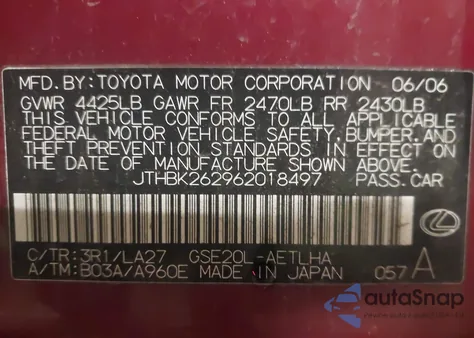 MFD. BY: TOYOTA MOTOR CORPORATION 06/06
GVWR 4425LB GAWR FR 2470LB RR 2430LB
THIS VEHICLE CONFORMS TO ALL APPLICABLE
FEDERAL MOTOR VEHICLE SAFETY, BUMPER, AND
THEFT PREVENTION STANDARDS IN EFFECT ON
THE DATE OF MANUFACTURE SHOWN ABOVE.
JTHBK262962018497 PASS. CAR
C/TR: 3R1/LA27 GSE20L-AETLHA
A/TM: B03A/A960E MADE IN JAPAN 057 A
autoSnap